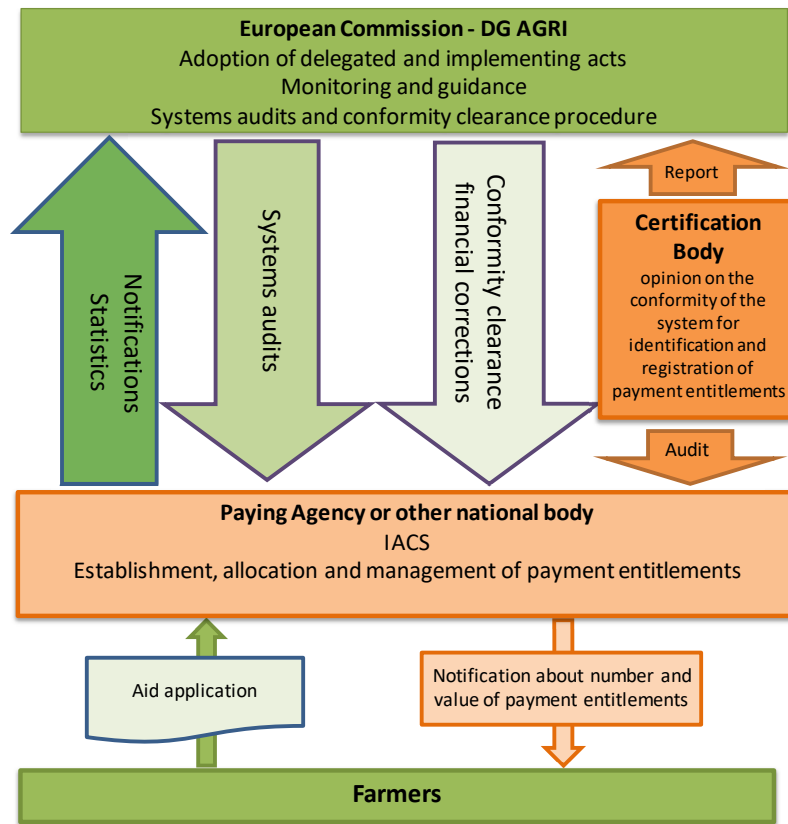 European Commission - DG AGRI
Adoption of delegated and implementing acts
Monitoring and guidance
Systems audits and conformity clearance procedure
Notifications
Statistics
Systems audits
Conformity clearance
financial corrections
Report
Certification
Body
opinion on the
conformity of the
system for
identification and
registration of
payment entitlements
Audit
Paying Agency or other national body
IACS
Establishment, allocation and management of payment entitlements
Aid application
Notification about number and
value of payment entitlements
Farmers